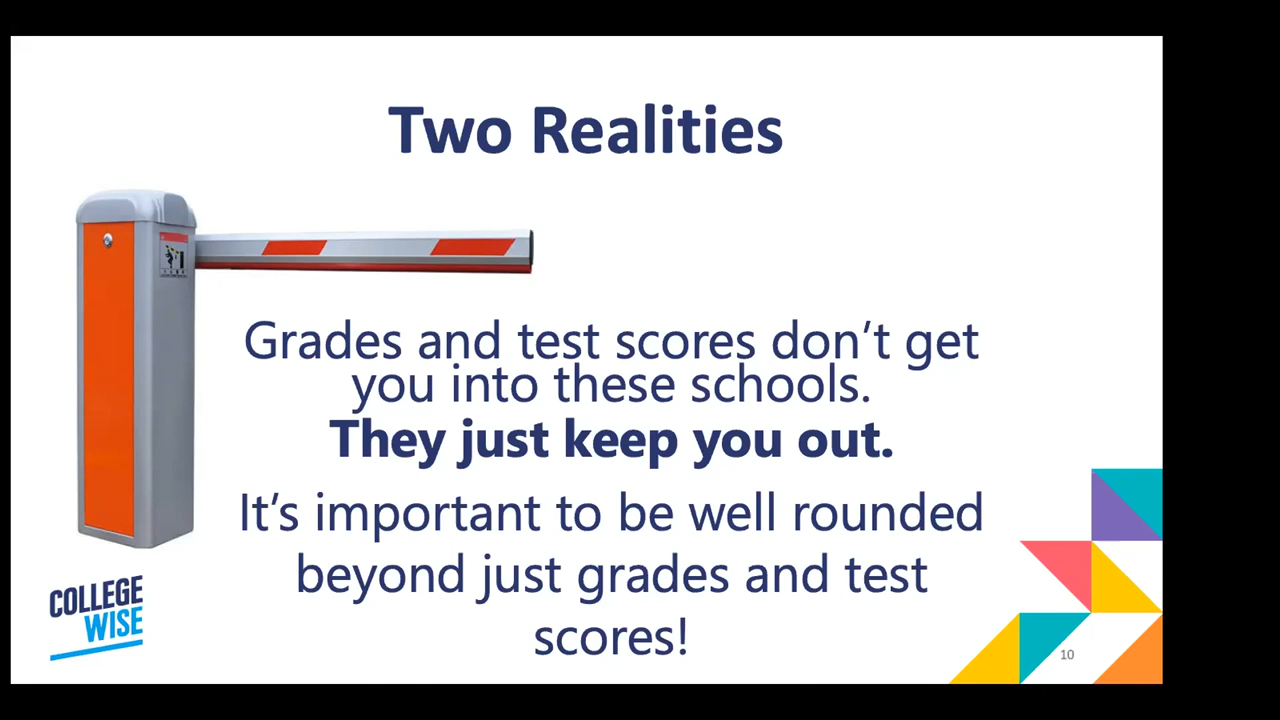 Two Realities
Grades and test scores don’t get
you into these schools.
They just keep you out.
It’s important to be well rounded
beyond just grades and test
scores!
COLLEGE
WISE
10